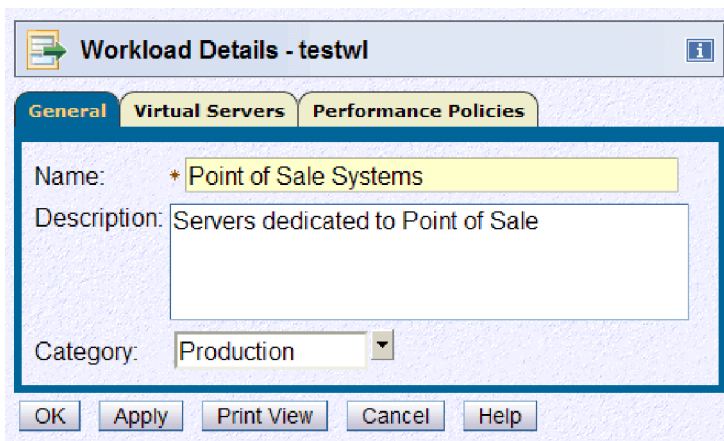 Workload Details - testwl
General Virtual Servers Performance Policies
Name: * Point of Sale Systems
Description: Servers dedicated to Point of Sale
Category: Production
OK Apply Print View Cancel Help